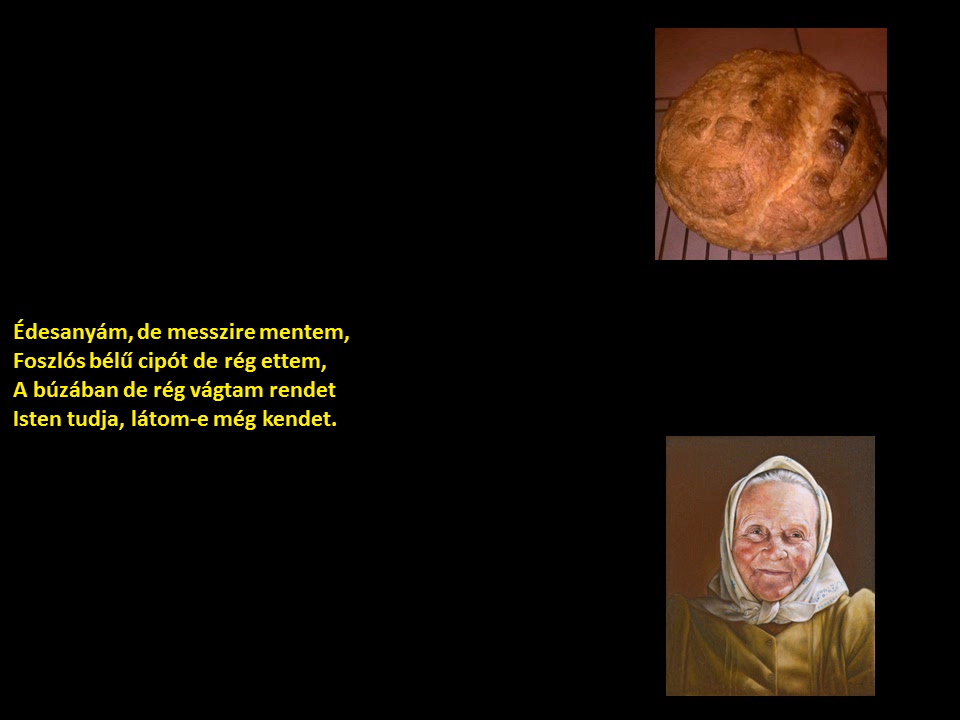 Édesanyám, de messzire mentem,
Foszlós bélű cipót de rég ettem,
A búzában de rég vágtam rendet
Isten tudja, látom-e még kendet.